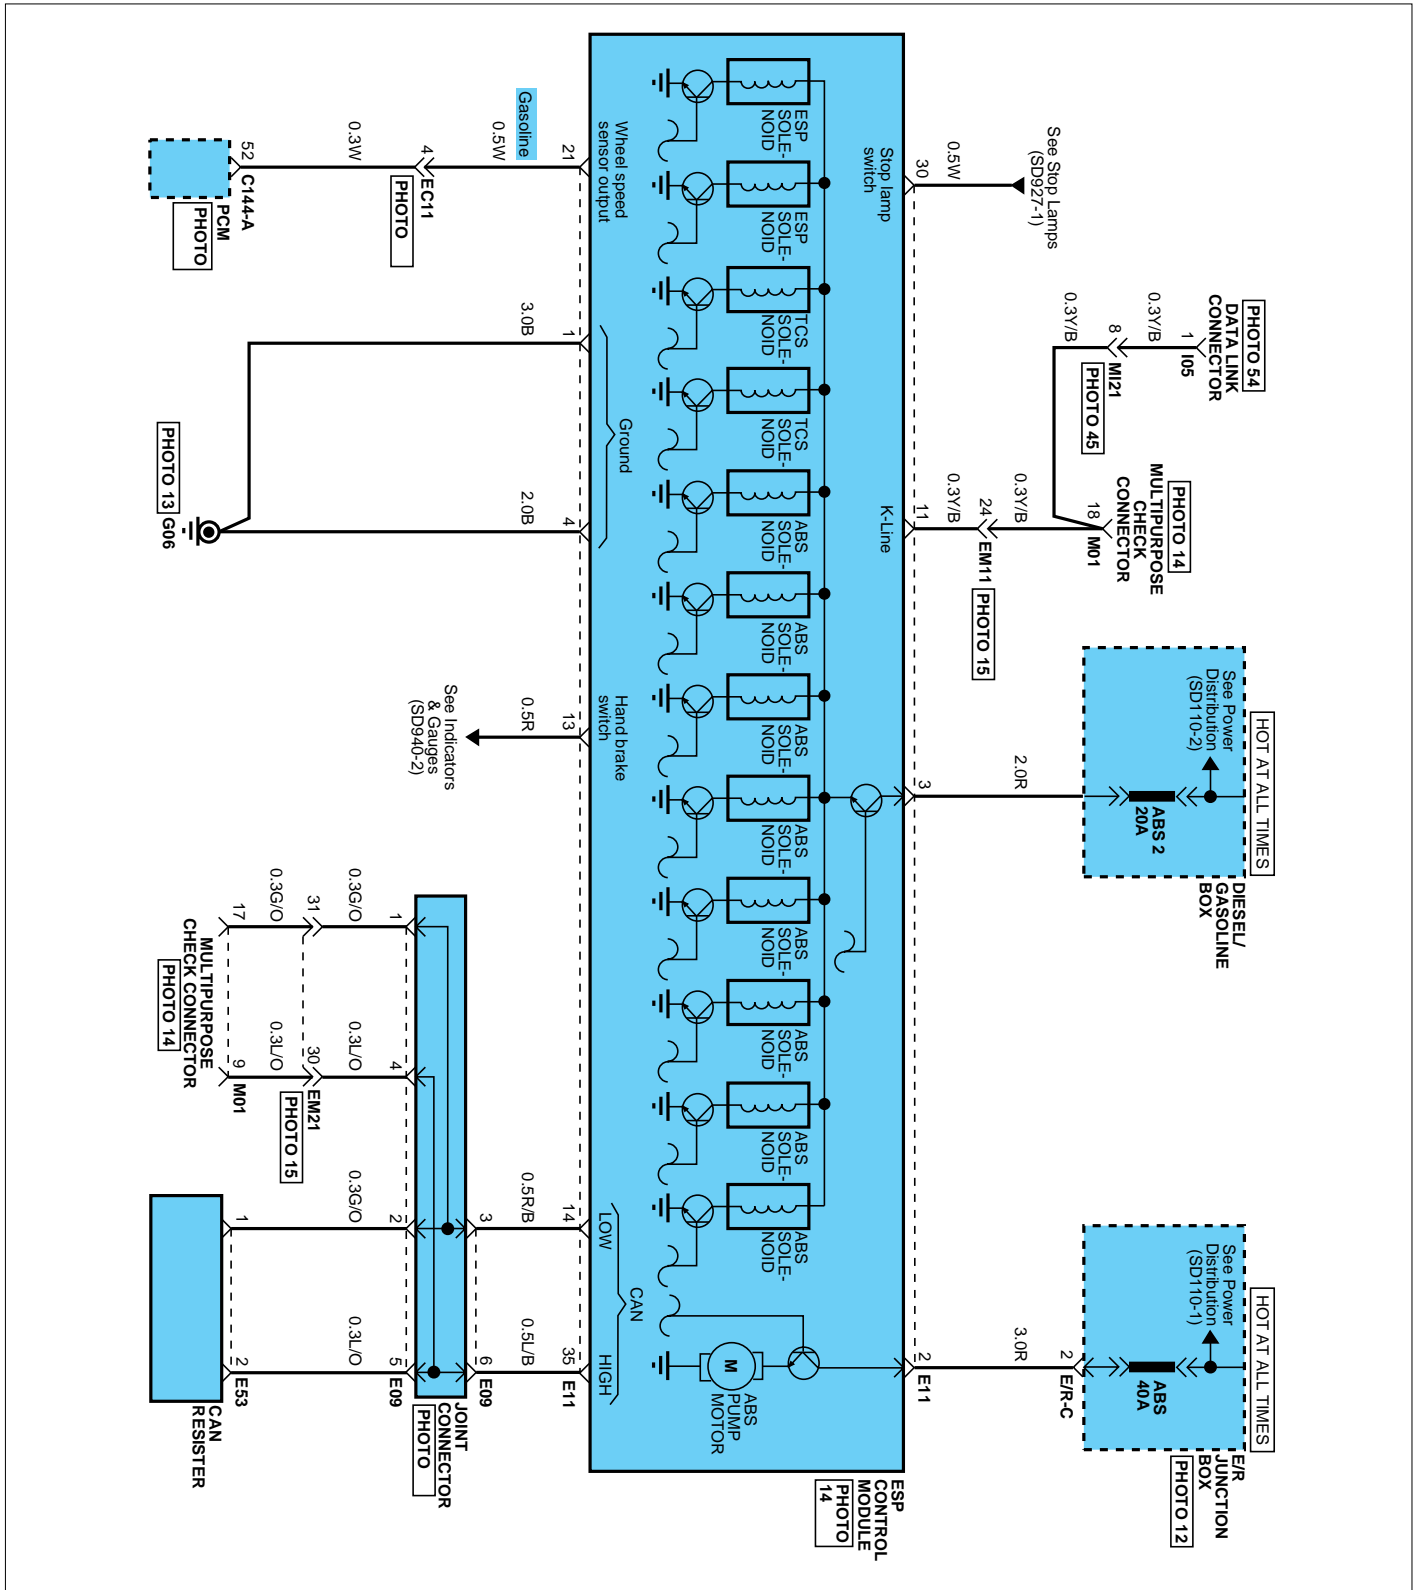 HOT AT ALL TIMES
HOT AT ALL TIMES
PHOTO 54
DATA LINK
CONNECTOR
1 I05
0.3Y/B
8 MI21
PHOTO 45
0.3Y/B
PHOTO 14
MULTIPURPOSE
CHECK
CONNECTOR
18 M01
0.3Y/B
24 EM11
PHOTO 15
0.3Y/B
See Power
Distribution
(SD110-2)
ABS 2
20A
DIESEL/
GASOLINE
BOX
2.0R
See Power
Distribution
(SD110-1)
ABS
40A
E/R
JUNCTION
BOX
PHOTO 12
2 E/R-C
3.0R
See Stop Lamps
(SD927-1)
0.5W
30
11
3
2 E11
Stop lamp
switch
K-Line
ESP
CONTROL
MODULE
PHOTO
14
ESP
SOLE-
NOID
ESP
SOLE-
NOID
TCS
SOLE-
NOID
TCS
SOLE-
NOID
ABS
SOLE-
NOID
ABS
SOLE-
NOID
ABS
SOLE-
NOID
ABS
SOLE-
NOID
ABS
SOLE-
NOID
ABS
SOLE-
NOID
ABS
SOLE-
NOID
ABS
SOLE-
NOID
M
ABS
PUMP
MOTOR
Wheel speed
sensor output
Ground
Hand brake
switch
CAN
LOW
HIGH
21
1
4
13
14
35 E11
Gasoline
0.5W
4 EC11
PHOTO
0.3W
52 C144-A
PCM
PHOTO
3.0B
2.0B
PHOTO 13
G06
0.5R
See Indicators
& Gauges
(SD940-2)
0.5R/B
0.5L/B
3
6 E09
JOINT
CONNECTOR
PHOTO
1
4
2
5 E09
0.3G/O
0.3L/O
0.3G/O
0.3L/O
31
30 EM21
PHOTO 15
0.3G/O
0.3L/O
17
9 M01
MULTIPURPOSE
CHECK CONNECTOR
PHOTO 14
1
2 E53
CAN
RESISTER